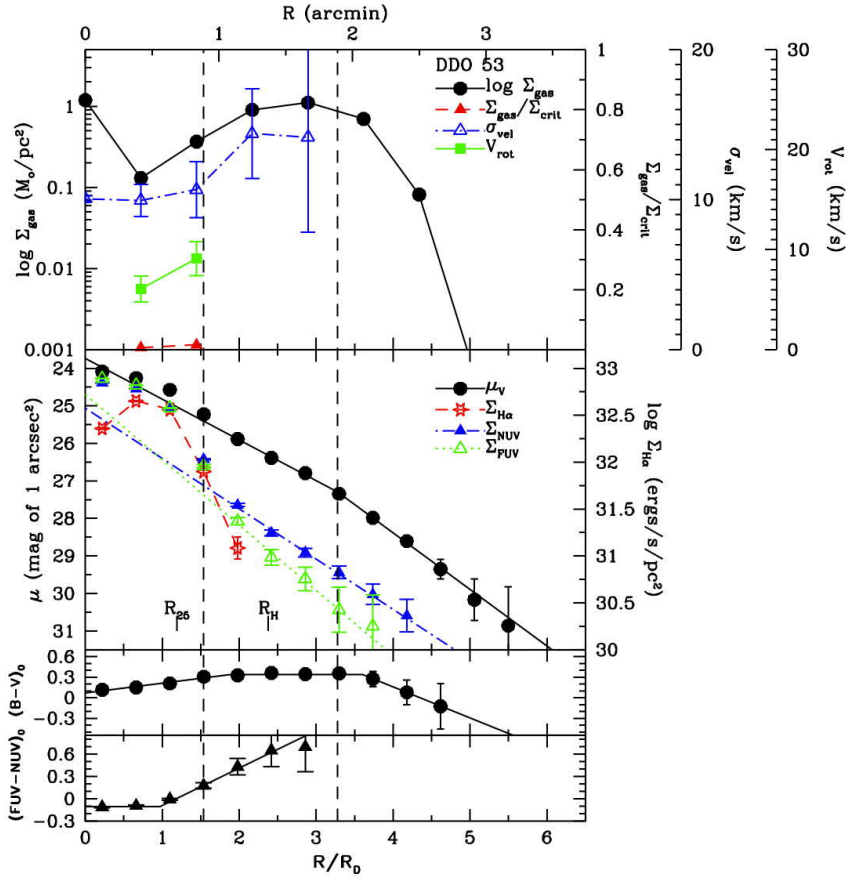 R (arcmin)
0 1 2 3
DDO 53
log Σgas
Σgas/Σcrit
σvel
Vrot
1
0.1
0.01
0.001
log Σgas (M₀/pc²)
1
0.8
0.6
0.4
0.2
Σgas/Σcrit
20
10
0
σvel (km/s)
30
20
10
0
Vrot (km/s)
μV
ΣHα
ΣNUV
ΣFUV
24
25
26
27
28
29
30
31
μ (mag of 1 arcsec²)
33
32.5
32
31.5
31
30.5
30
log ΣHα (ergs/s/pc²)
R25 RH
0.6
0.3
0
−0.3
(B−V)₀
0.6
0.3
0
−0.3
(FUV−NUV)₀
0 1 2 3 4 5 6
R/RD